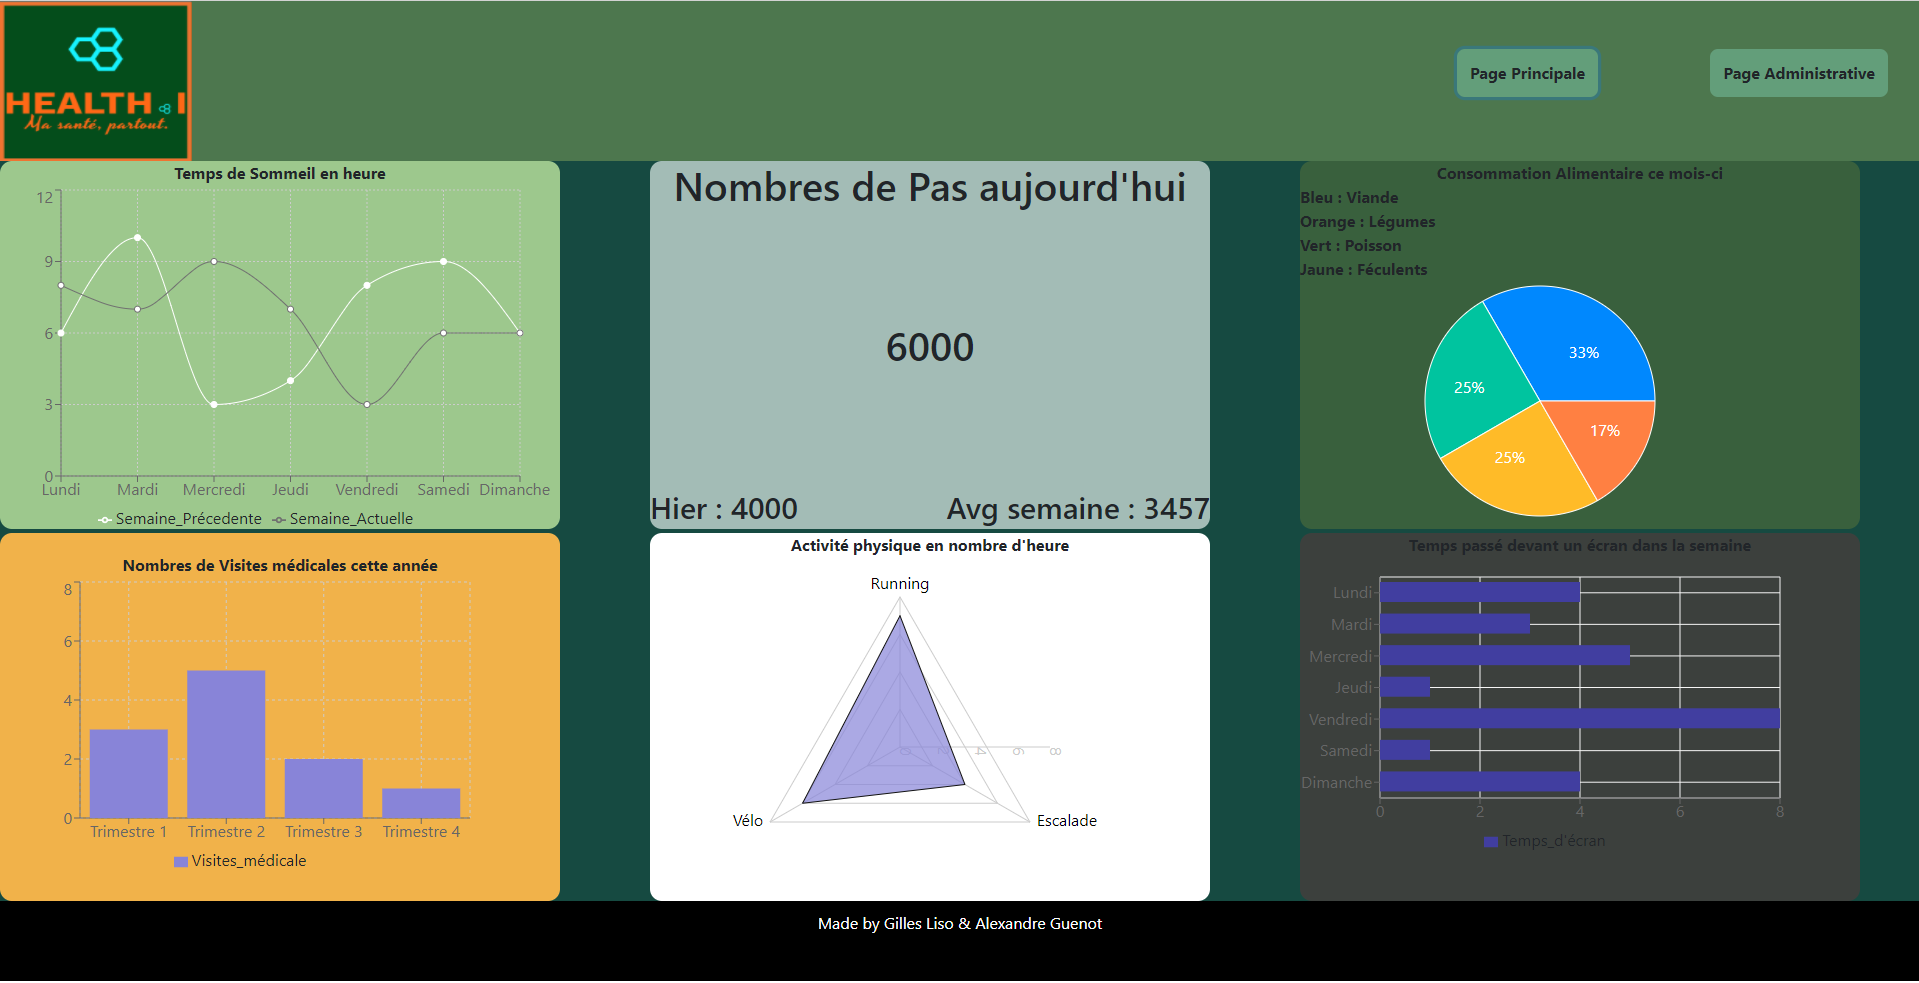 HEALTH I
Ma santé, partout.
Page Principale
Page Administrative
Temps de Sommeil en heure
12
9
6
3
0
Lundi Mardi Mercredi Jeudi Vendredi Samedi Dimanche
Semaine_Précedente Semaine_Actuelle
Nombres de Pas aujourd'hui
6000
Hier : 4000 Avg semaine : 3457
Consommation Alimentaire ce mois-ci
Bleu : Viande
Orange : Légumes
Vert : Poisson
Jaune : Féculents
33%
25%
17%
25%
Nombres de Visites médicales cette année
8
6
4
2
0
Trimestre 1 Trimestre 2 Trimestre 3 Trimestre 4
Visites_médicale
Activité physique en nombre d'heure
Running
0 2 4 6 8
Vélo Escalade
Temps passé devant un écran dans la semaine
Lundi
Mardi
Mercredi
Jeudi
Vendredi
Samedi
Dimanche
0 2 4 6 8
Temps_d'écran
Made by Gilles Liso & Alexandre Guenot